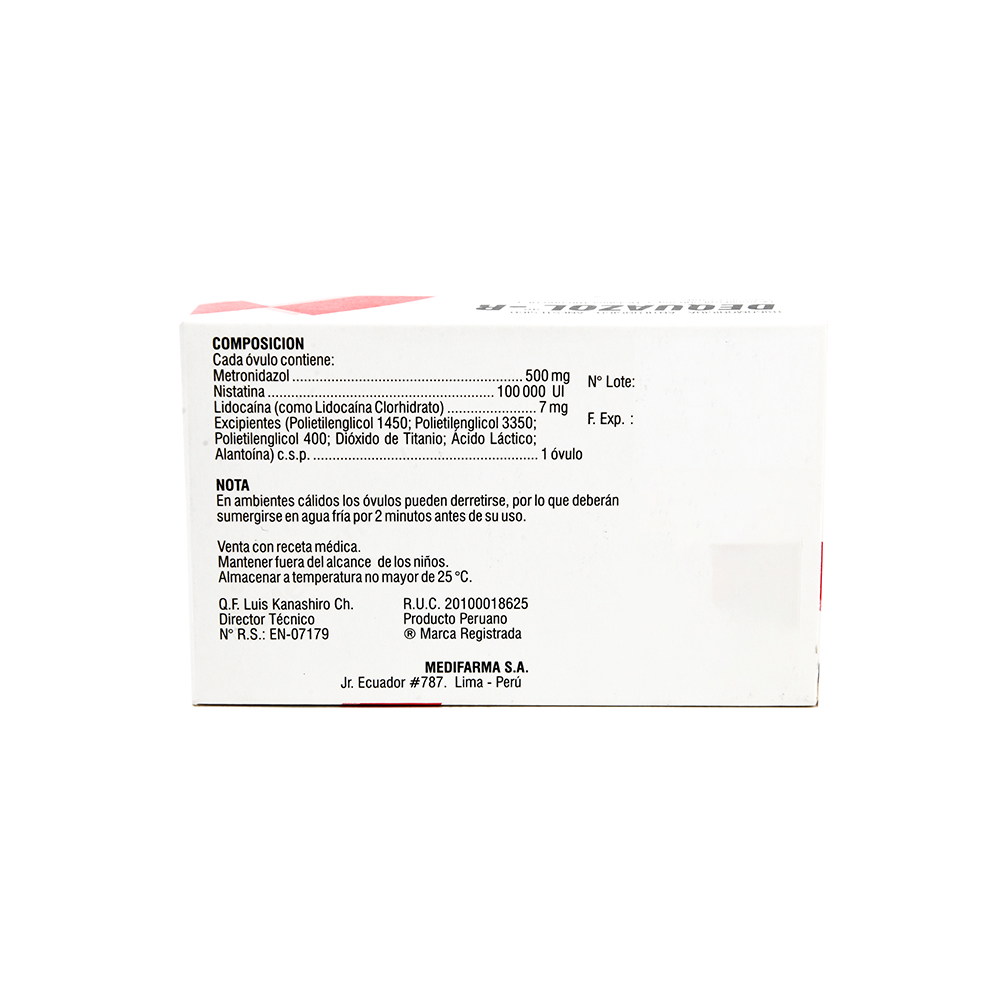 DEQUAZOL-R
COMPOSICION
Cada óvulo contiene:
Metronidazol ........................................................ 500 mg
Nistatina ........................................................ 100 000 UI
Lidocaína (como Lidocaína Clorhidrato) ...................... 7 mg
Excipientes (Polietilenglicol 1450; Polietilenglicol 3350;
Polietilenglicol 400; Dióxido de Titanio; Ácido Láctico;
Alantoína) c.s.p. ........................................................ 1 óvulo
N° Lote:
F. Exp. :
NOTA
En ambientes cálidos los óvulos pueden derretirse, por lo que deberán
sumergirse en agua fría por 2 minutos antes de su uso.
Venta con receta médica.
Mantener fuera del alcance de los niños.
Almacenar a temperatura no mayor de 25 °C.
Q.F. Luis Kanashiro Ch.
Director Técnico
N° R.S.: EN-07179
R.U.C. 20100018625
Producto Peruano
® Marca Registrada
MEDIFARMA S.A.
Jr. Ecuador #787. Lima - Perú